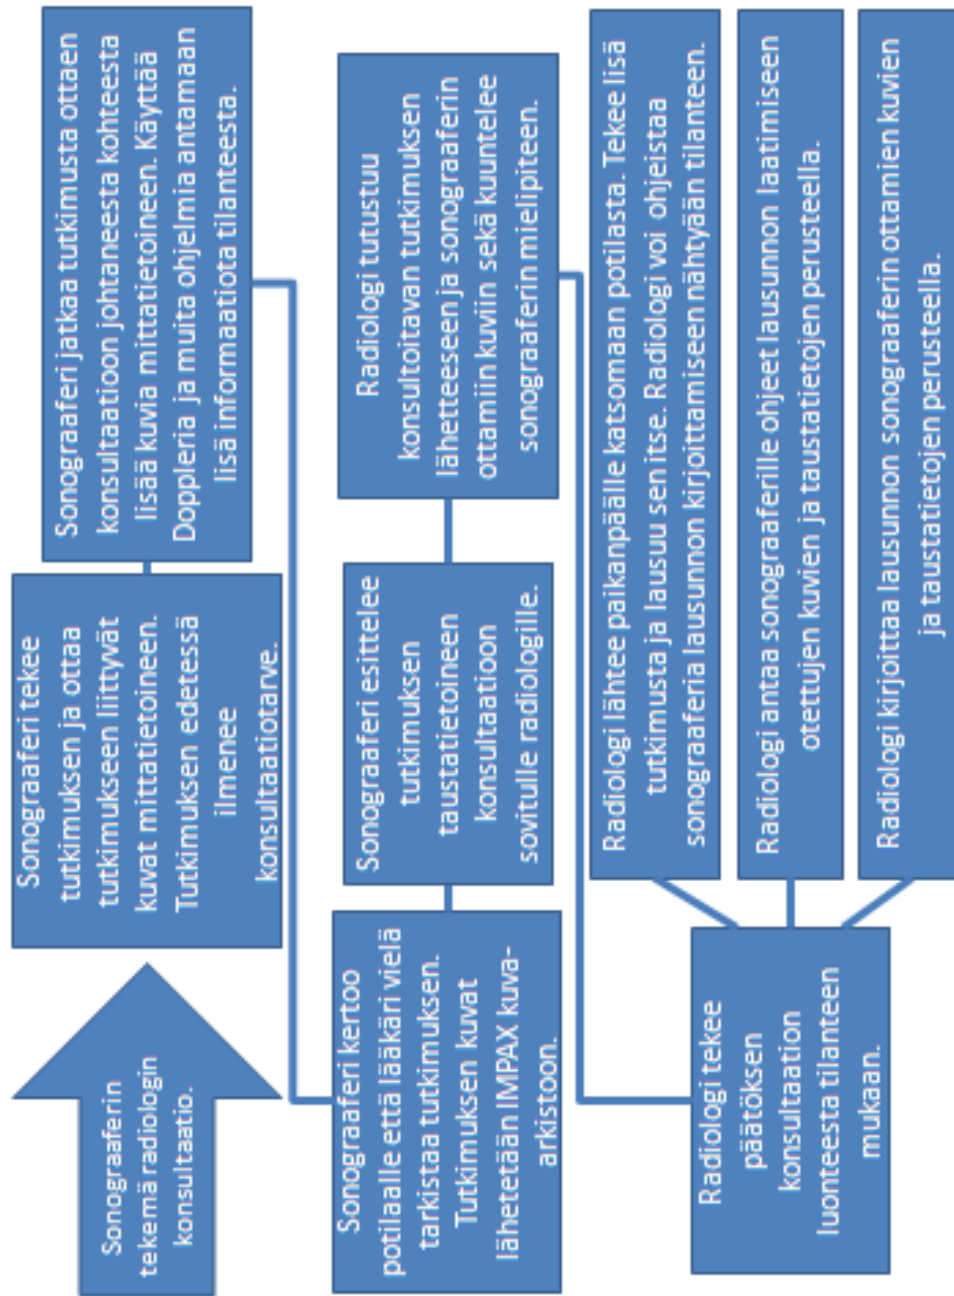 Sonograaferin
tekemä radiologin
konsultaatio.
Sonograaferi tekee
tutkimuksen ja ottaa
tutkimukseen liittyvät
kuvat mittatietoineen.
Tutkimuksen edetessä
ilmenee
konsultaatiotarve.
Sonograaferi jatkaa tutkimusta ottaen
konsultaatioon johtaneesta kohteesta
lisää kuvia mittatietoineen. Käyttää
Doppleria ja muita ohjelmia antamaan
lisä informaatiota tilanteesta.
Sonograaferi kertoo
potilaalle että lääkäri vielä
tarkistaa tutkimuksen.
Tutkimuksen kuvat
lähetetään IMPAX kuva-
arkistoon.
Sonograaferi esittelee
tutkimuksen
taustatietoineen
konsultaatioon
sovitulle radiologille.
Radiologi tutustuu
konsultoitavan tutkimuksen
lähetteeseen ja sonograaferin
ottamiin kuviin sekä kuuntelee
sonograaferin mielipiteen.
Radiologi tekee
päätöksen
konsultaation
luonteesta tilanteen
mukaan.
Radiologi lähtee paikanpäälle katsomaan potilasta. Tekee lisä
tutkimusta ja lausuu sen itse. Radiologi voi ohjeistaa
sonograaferia lausunnon kirjoittamiseen nähtyään tilanteen.
Radiologi antaa sonograaferille ohjeet lausunnon laatimiseen
otettujen kuvien ja taustatietojen perusteella.
Radiologi kirjoittaa lausunnon sonograaferin ottamien kuvien
ja taustatietojen perusteella.